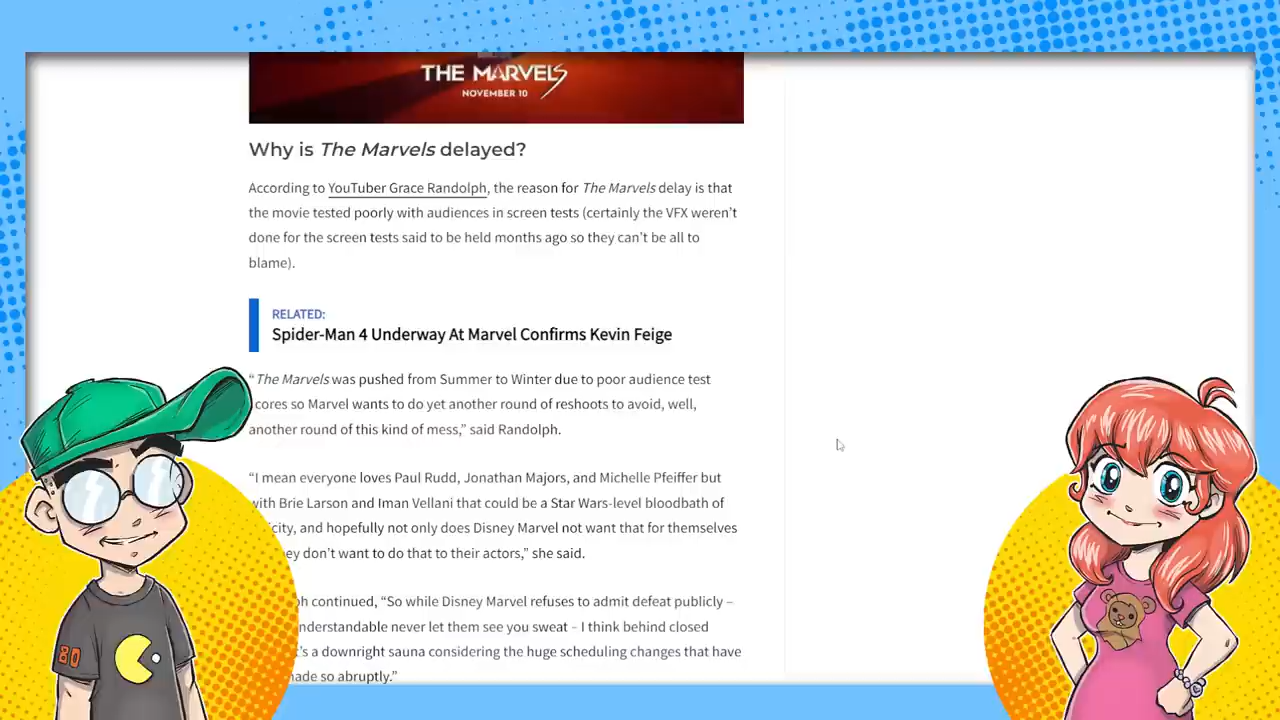 THE MARVELS
NOVEMBER 10
Why is The Marvels delayed?
According to YouTuber Grace Randolph, the reason for The Marvels delay is that
the movie tested poorly with audiences in screen tests (certainly the VFX weren't
done for the screen tests said to be held months ago so they can't be all to
blame).
RELATED:
Spider-Man 4 Underway At Marvel Confirms Kevin Feige
“The Marvels was pushed from Summer to Winter due to poor audience test
cores so Marvel wants to do yet another round of reshoots to avoid, well,
another round of this kind of mess,” said Randolph.
“I mean everyone loves Paul Rudd, Jonathan Majors, and Michelle Pfeiffer but
with Brie Larson and Iman Vellani that could be a Star Wars-level bloodbath of
and hopefully not only does Disney Marvel not want that for themselves
don't want to do that to their actors,” she said.
continued, “So while Disney Marvel refuses to admit defeat publicly –
never let them see you sweat – I think behind closed
a downright sauna considering the huge scheduling changes that have
so abruptly.”
80